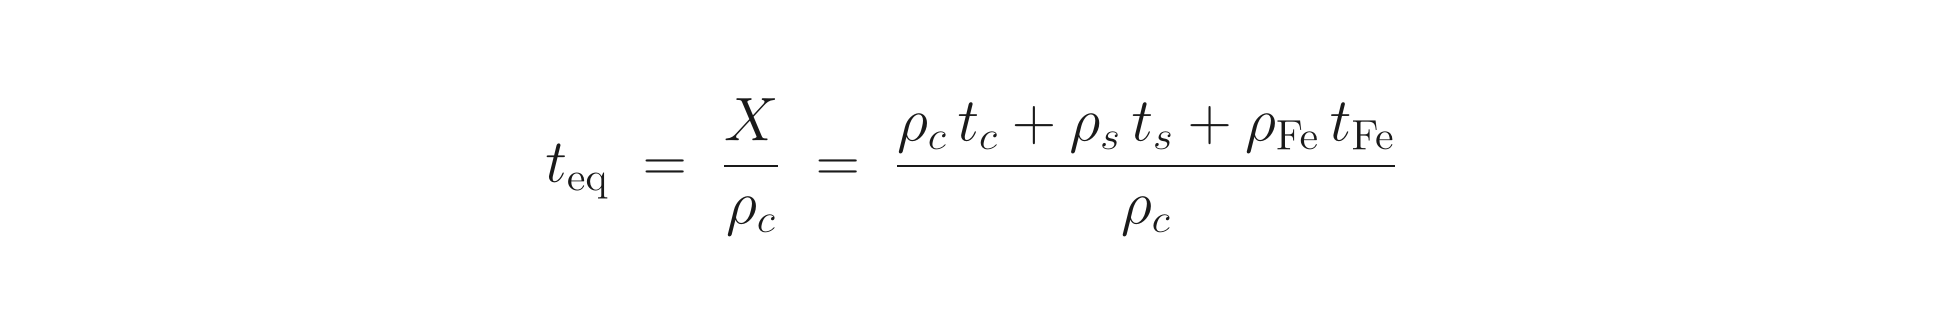 t_eq = X / ρ_c = (ρ_c t_c + ρ_s t_s + ρ_Fe t_Fe) / ρ_c